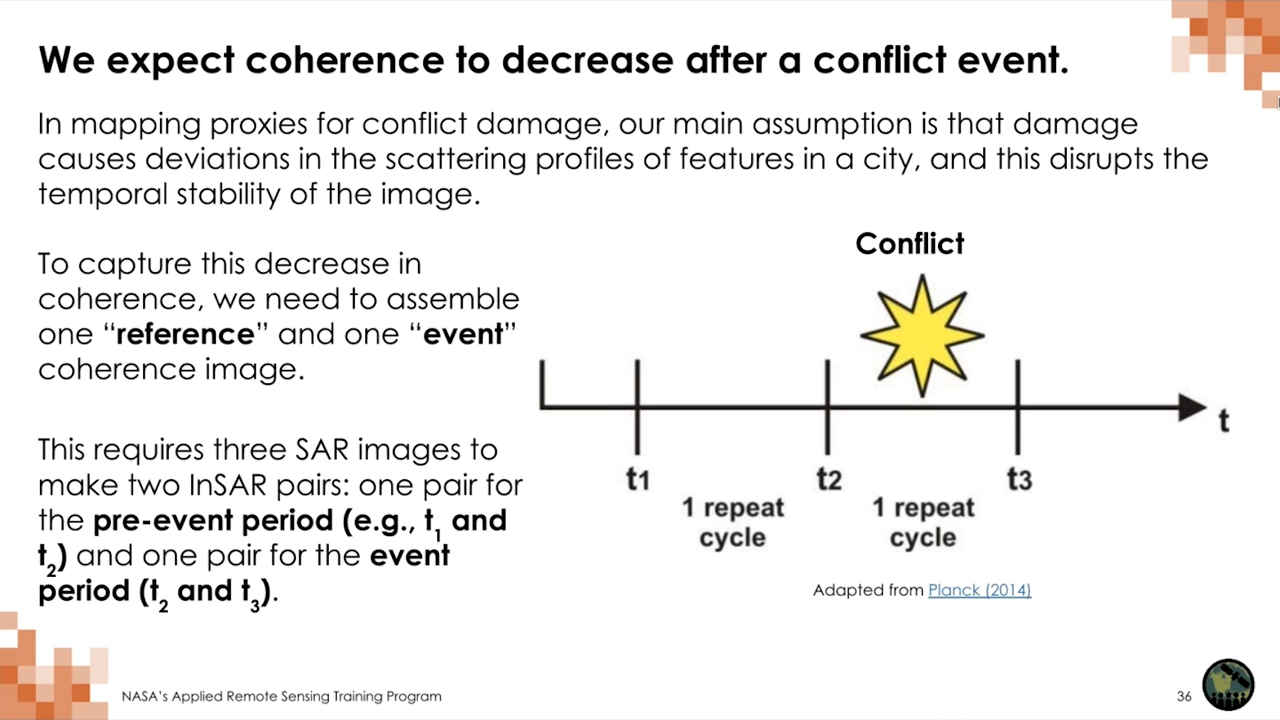 We expect coherence to decrease after a conflict event.
In mapping proxies for conflict damage, our main assumption is that damage
causes deviations in the scattering profiles of features in a city, and this disrupts the
temporal stability of the image.
To capture this decrease in
coherence, we need to assemble
one “reference” and one “event”
coherence image.
This requires three SAR images to
make two InSAR pairs: one pair for
the pre-event period (e.g., t₁ and
t₂) and one pair for the event
period (t₂ and t₃).
Conflict
t
t1
t2
t3
1 repeat
cycle
1 repeat
cycle
Adapted from Planck (2014)
NASA’s Applied Remote Sensing Training Program
36